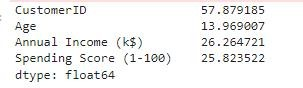 CustomerID 57.879185
Age 13.969007
Annual Income (k$) 26.264721
Spending Score (1-100) 25.823522
dtype: float64